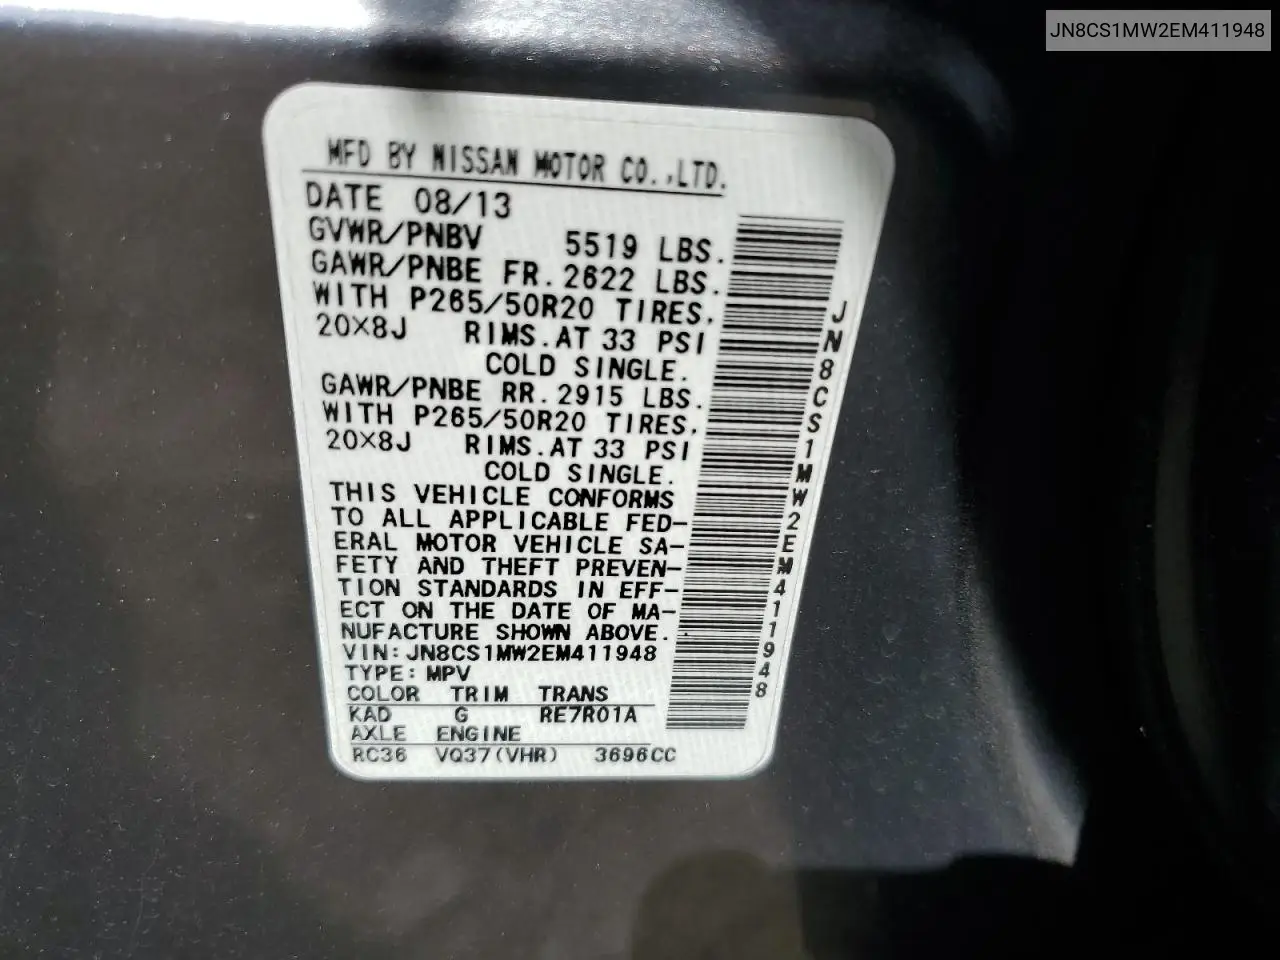 JN8CS1MW2EM411948
MFD BY NISSAN MOTOR CO.,LTD.
DATE 08/13
GVWR/PNBV 5519 LBS.
GAWR/PNBE FR. 2622 LBS.
WITH P265/50R20 TIRES.
20×8J RIMS. AT 33 PSI
COLD SINGLE.
GAWR/PNBE RR. 2915 LBS.
WITH P265/50R20 TIRES.
20×8J RIMS. AT 33 PSI
COLD SINGLE.
THIS VEHICLE CONFORMS
TO ALL APPLICABLE FED-
ERAL MOTOR VEHICLE SA-
FETY AND THEFT PREVEN-
TION STANDARDS IN EFF-
ECT ON THE DATE OF MA-
NUFACTURE SHOWN ABOVE.
VIN: JN8CS1MW2EM411948
TYPE: MPV
COLOR TRIM TRANS
KAD G RE7R01A
AXLE ENGINE
RC36 VQ37(VHR) 3696CC
JN8CS1MW2EM411948